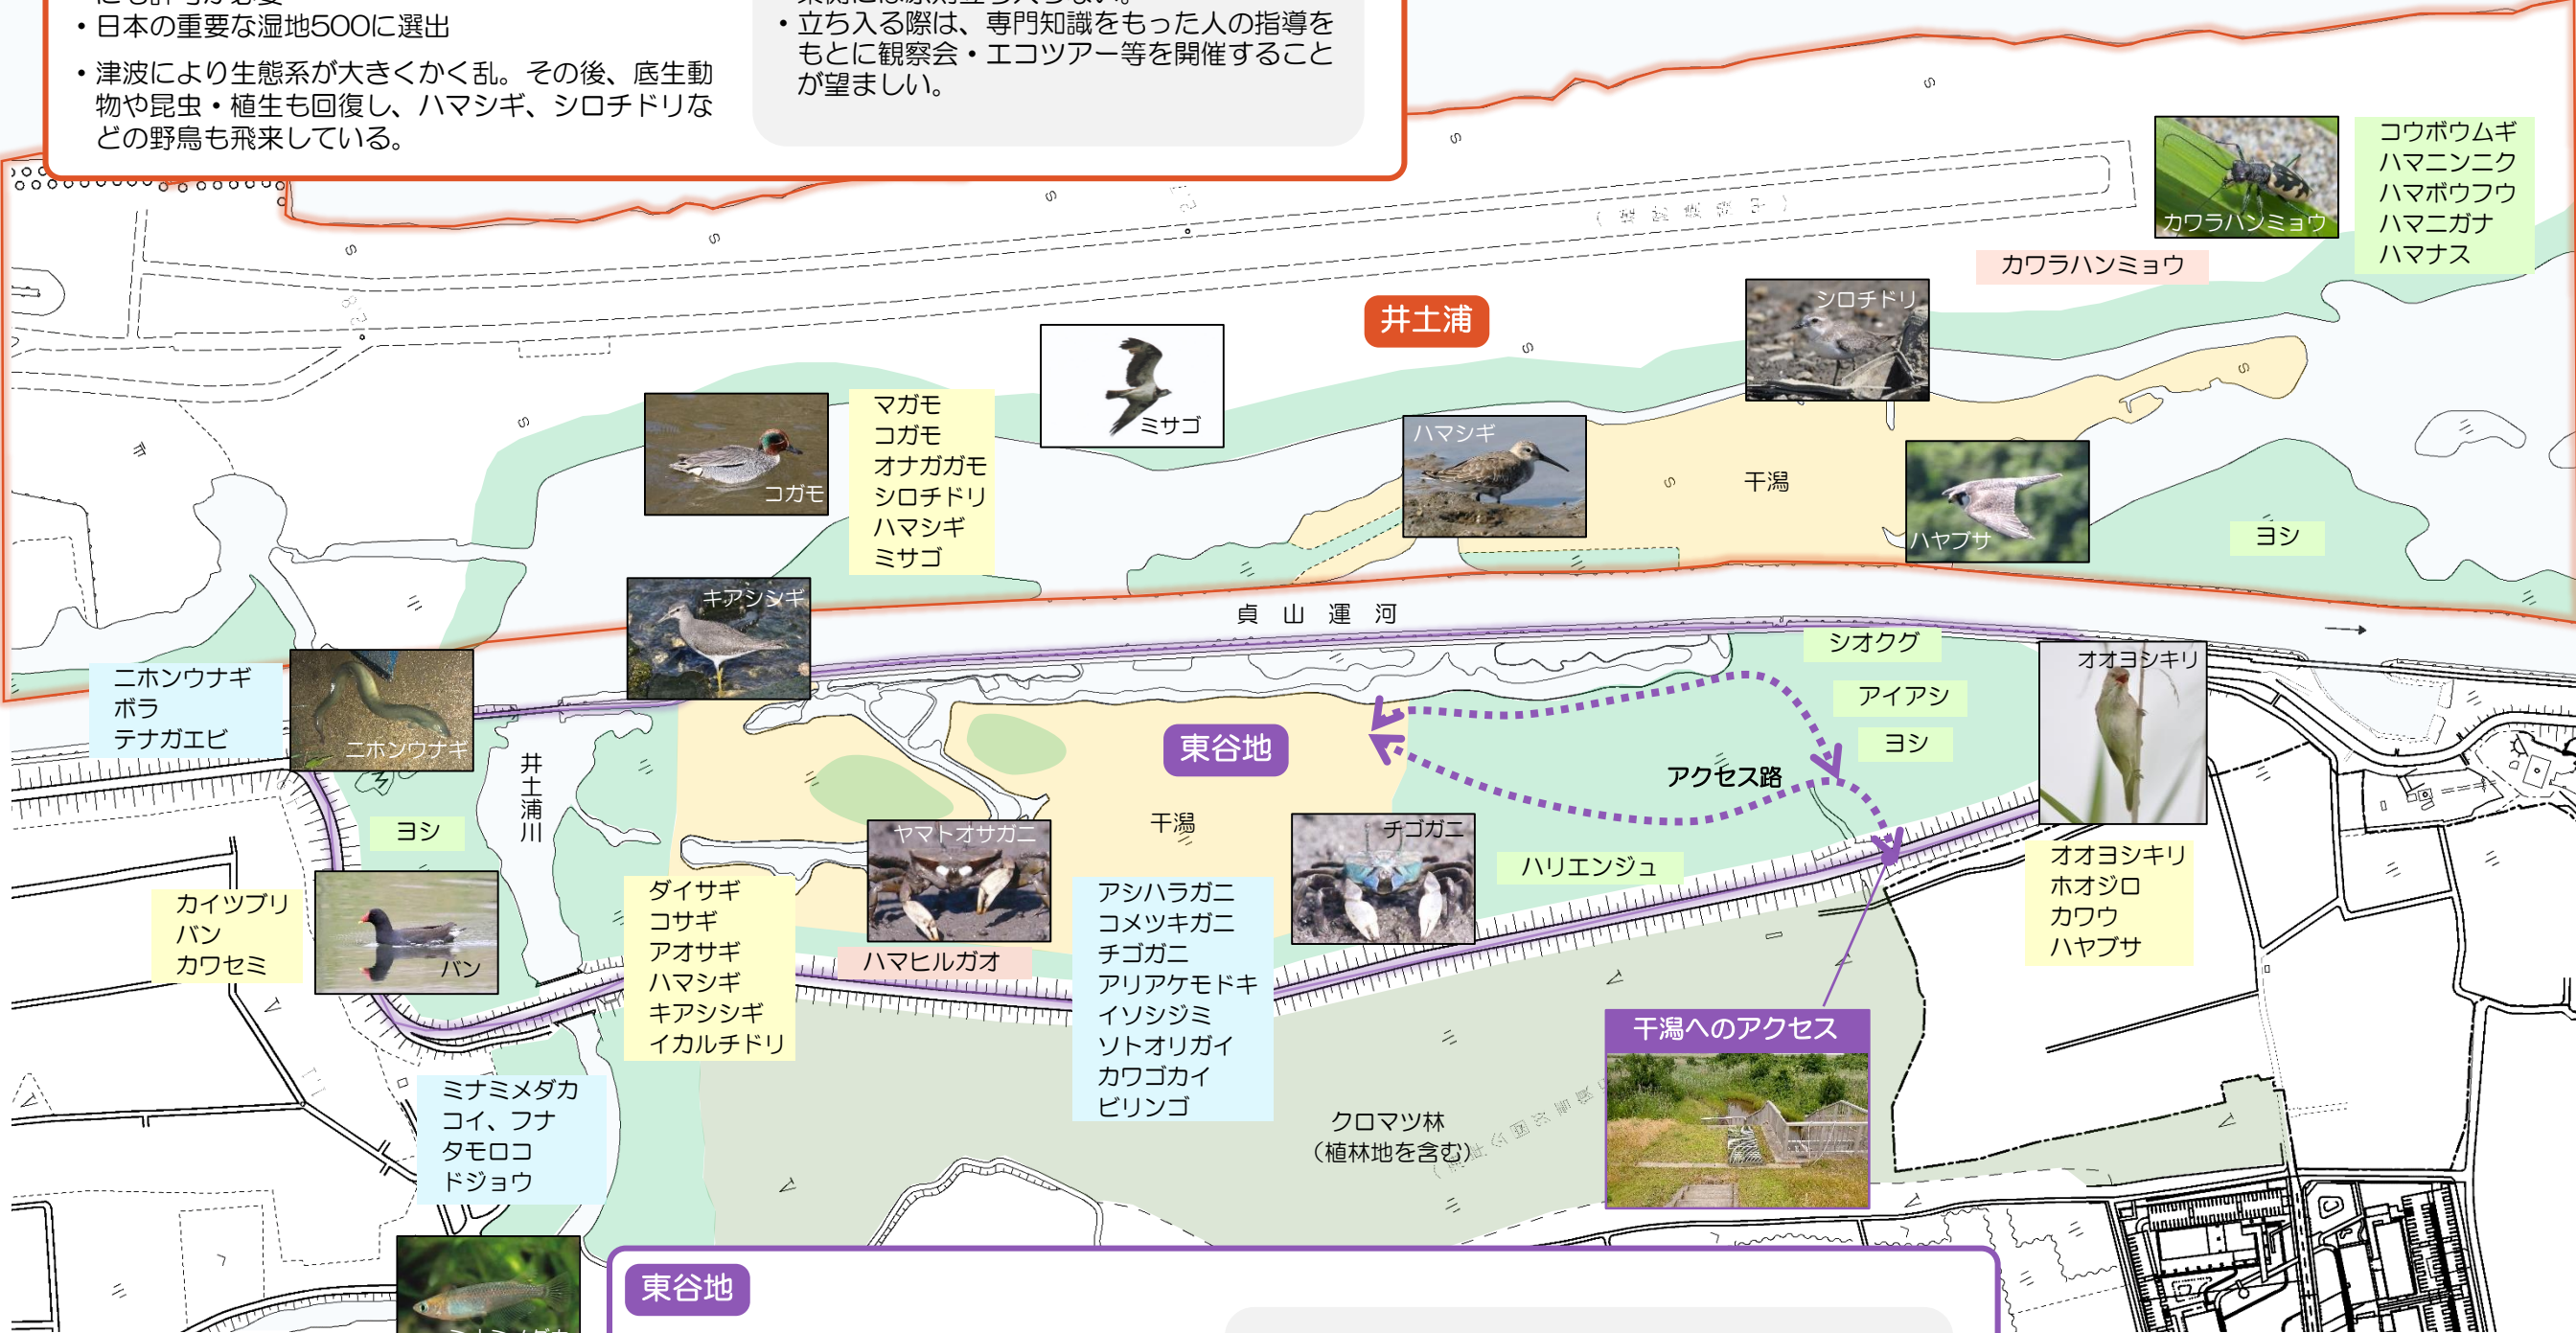 ・日本の重要な湿地500に選出
・津波により生態系が大きくかく乱。その後、底生動
物や昆虫・植生も回復し、ハマシギ、シロチドリな
どの野鳥も飛来している。
・立ち入る際は、専門知識をもった人の指導を
もとに観察会・エコツアー等を開催すること
が望ましい。
カワラハンミョウ
コウボウムギ
ハマニンニク
ハマボウフウ
ハマニガナ
ハマナス
カワラハンミョウ
井土浦
シロチドリ
ミサゴ
コガモ
マガモ
コガモ
オナガガモ
シロチドリ
ハマシギ
ミサゴ
ハマシギ
干潟
ハヤブサ
ヨシ
キアシシギ
貞山運河
シオクグ
アイアシ
ヨシ
オオヨシキリ
ニホンウナギ
ボラ
テナガエビ
ニホンウナギ
井土浦川
東谷地
アクセス路
干潟
ヨシ
ヤマトオサガニ
チゴガニ
ハリエンジュ
カイツブリ
バン
カワセミ
バン
ダイサギ
コサギ
アオサギ
ハマシギ
キアシシギ
イカルチドリ
ハマヒルガオ
アシハラガニ
コメツキガニ
チゴガニ
アリアケモドキ
イソシジミ
ソトオリガイ
カワゴカイ
ビリンゴ
オオヨシキリ
ホオジロ
カワウ
ハヤブサ
干潟へのアクセス
ミナミメダカ
コイ、フナ
タモロコ
ドジョウ
クロマツ林
（植林地を含む）
東谷地